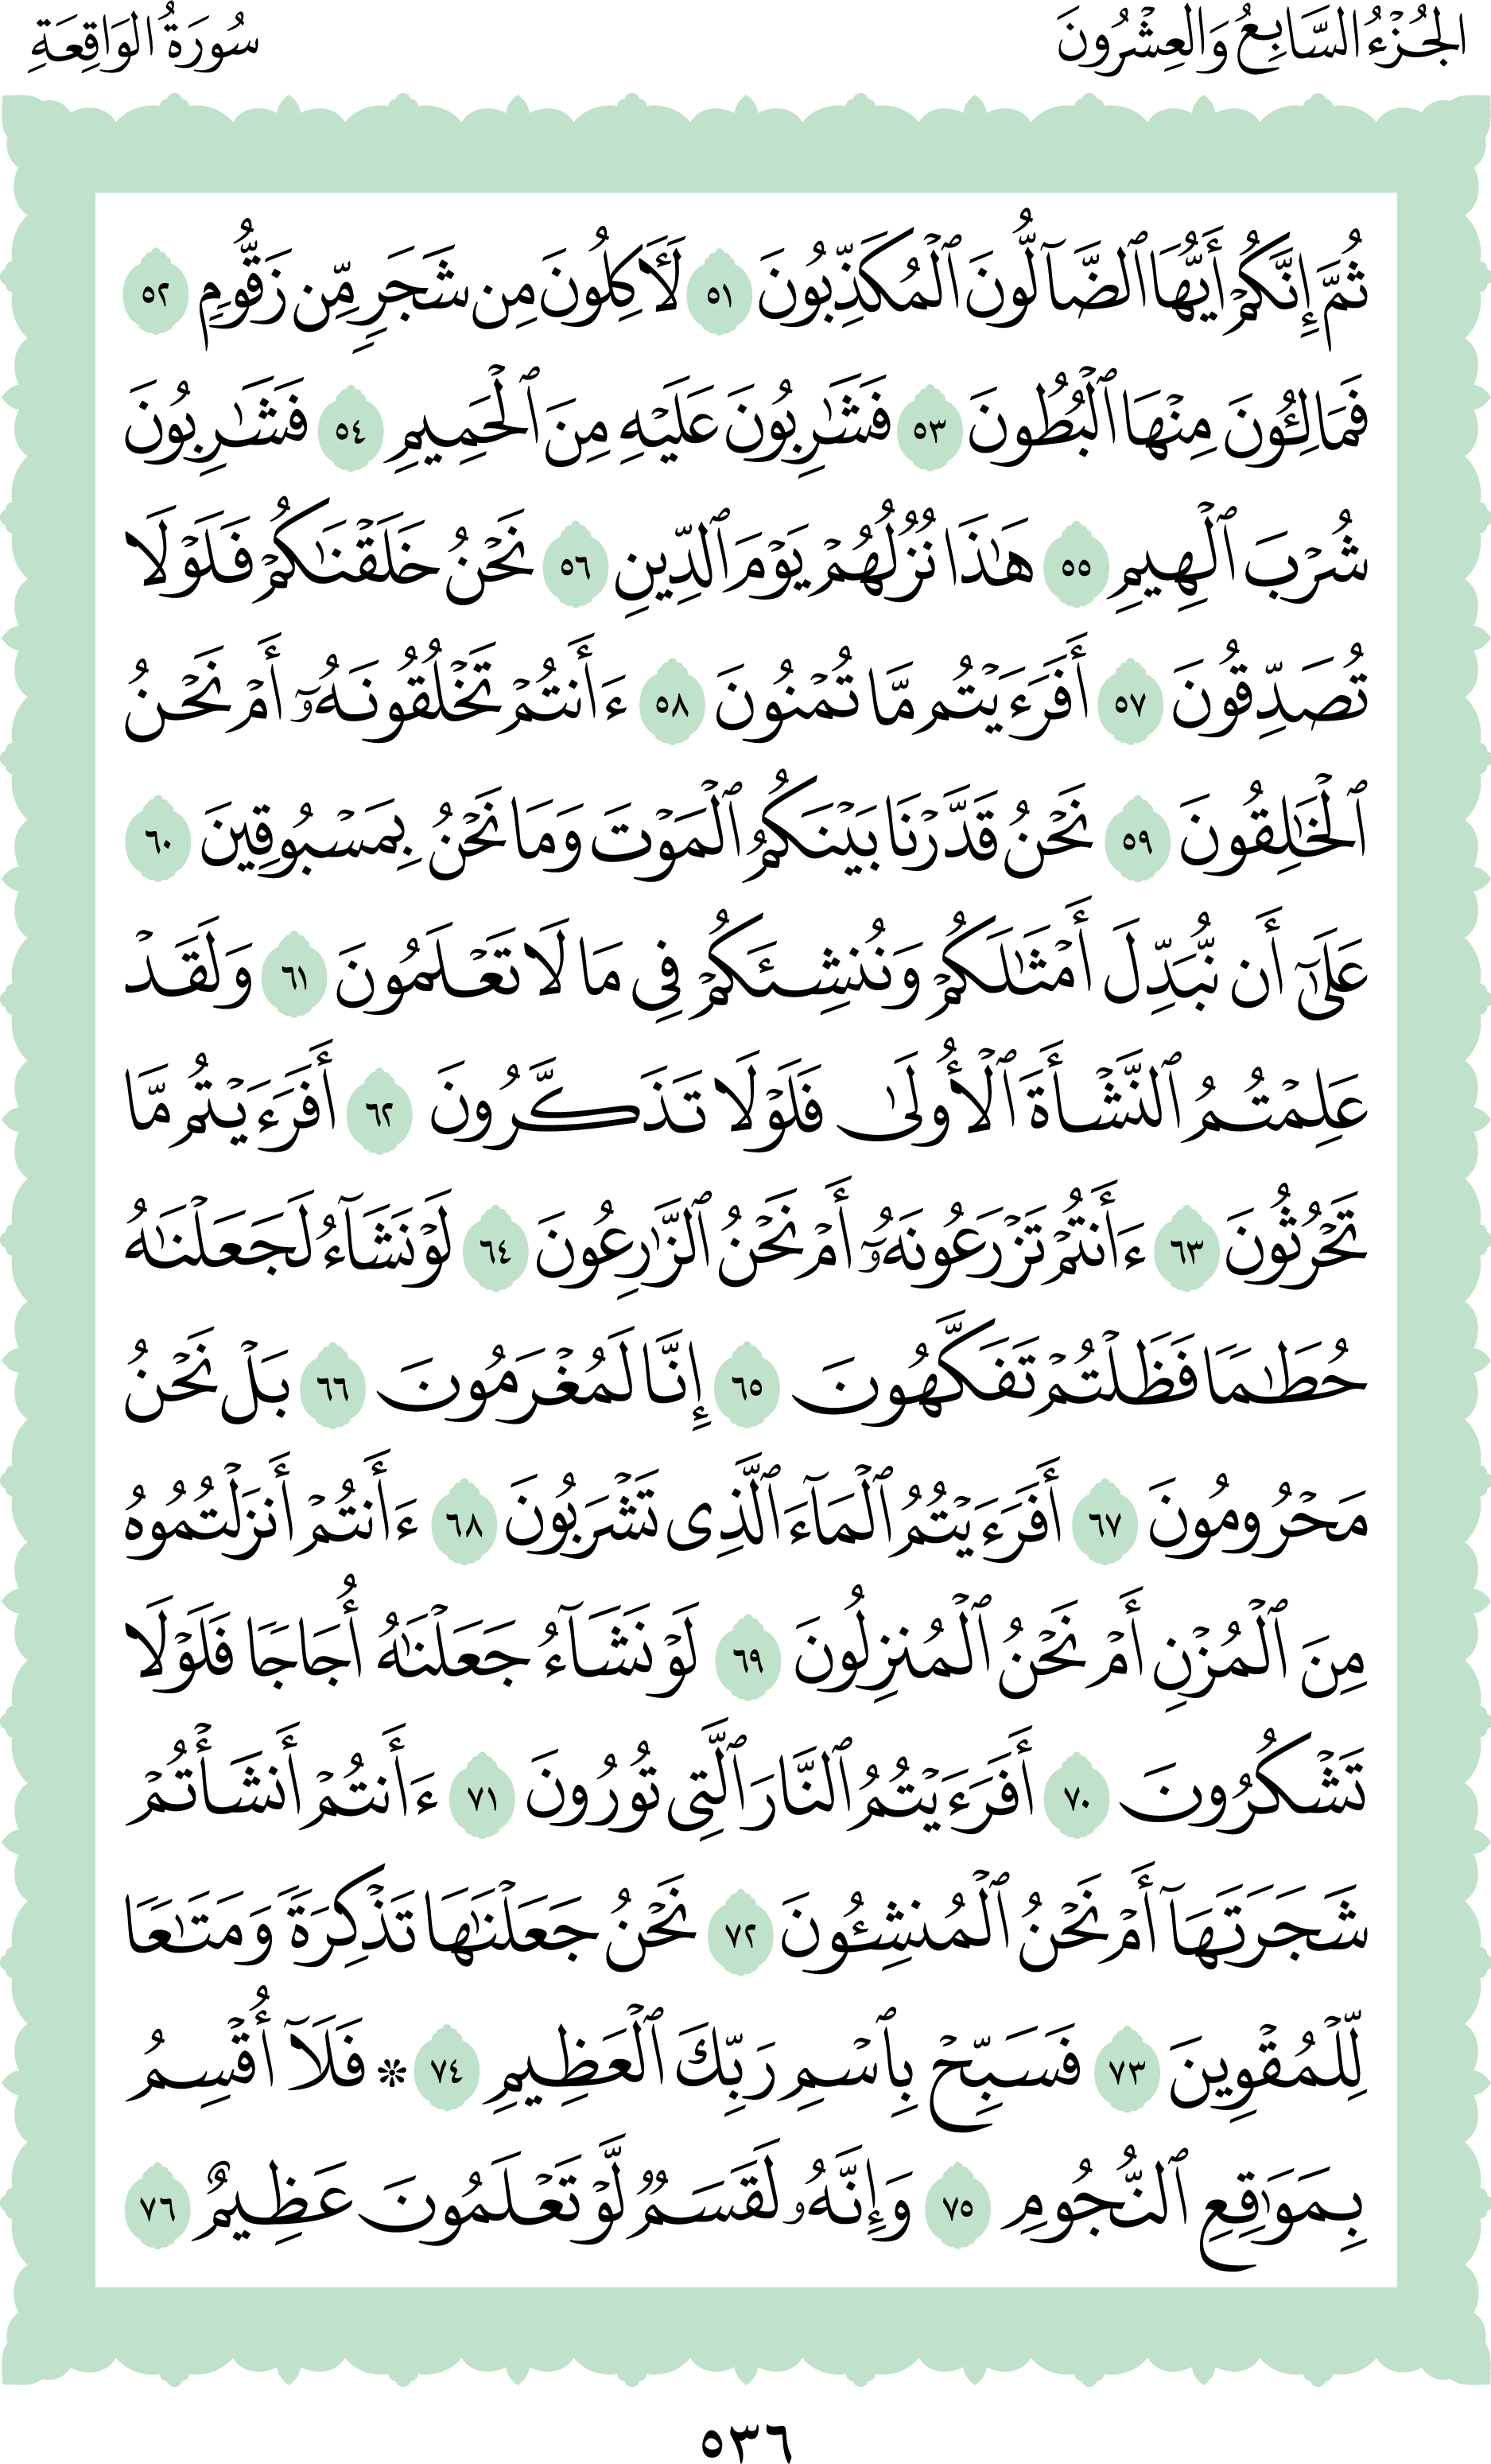 الجُزْءُ السَّابِعُ وَالعِشْرُونَ
سُورَةُ الوَاقِعَةِ
ثُمَّ إِنَّكُمْ أَيُّهَا ٱلضَّآلُّونَ ٱلْمُكَذِّبُونَ ٥١ لَأٓكِلُونَ مِن شَجَرٍ مِّن زَقُّومٍ ٥٢
فَمَالِـُٔونَ مِنْهَا ٱلْبُطُونَ ٥٣ فَشَٰرِبُونَ عَلَيْهِ مِنَ ٱلْحَمِيمِ ٥٤ فَشَٰرِبُونَ
شُرْبَ ٱلْهِيمِ ٥٥ هَٰذَا نُزُلُهُمْ يَوْمَ ٱلدِّينِ ٥٦ نَحْنُ خَلَقْنَٰكُمْ فَلَوْلَا
تُصَدِّقُونَ ٥٧ أَفَرَءَيْتُم مَّا تُمْنُونَ ٥٨ ءَأَنتُمْ تَخْلُقُونَهُۥٓ أَمْ نَحْنُ
ٱلْخَٰلِقُونَ ٥٩ نَحْنُ قَدَّرْنَا بَيْنَكُمُ ٱلْمَوْتَ وَمَا نَحْنُ بِمَسْبُوقِينَ ٦٠
عَلَىٰٓ أَن نُّبَدِّلَ أَمْثَٰلَكُمْ وَنُنشِئَكُمْ فِى مَا لَا تَعْلَمُونَ ٦١ وَلَقَدْ
عَلِمْتُمُ ٱلنَّشْأَةَ ٱلْأُولَىٰ فَلَوْلَا تَذَكَّرُونَ ٦٢ أَفَرَءَيْتُم مَّا
تَحْرُثُونَ ٦٣ ءَأَنتُمْ تَزْرَعُونَهُۥٓ أَمْ نَحْنُ ٱلزَّٰرِعُونَ ٦٤ لَوْ نَشَآءُ لَجَعَلْنَٰهُ
حُطَٰمًا فَظَلْتُمْ تَفَكَّهُونَ ٦٥ إِنَّا لَمُغْرَمُونَ ٦٦ بَلْ نَحْنُ
مَحْرُومُونَ ٦٧ أَفَرَءَيْتُمُ ٱلْمَآءَ ٱلَّذِى تَشْرَبُونَ ٦٨ ءَأَنتُمْ أَنزَلْتُمُوهُ
مِنَ ٱلْمُزْنِ أَمْ نَحْنُ ٱلْمُنزِلُونَ ٦٩ لَوْ نَشَآءُ جَعَلْنَٰهُ أُجَاجًا فَلَوْلَا
تَشْكُرُونَ ٧٠ أَفَرَءَيْتُمُ ٱلنَّارَ ٱلَّتِى تُورُونَ ٧١ ءَأَنتُمْ أَنشَأْتُمْ
شَجَرَتَهَآ أَمْ نَحْنُ ٱلْمُنشِـُٔونَ ٧٢ نَحْنُ جَعَلْنَٰهَا تَذْكِرَةً وَمَتَٰعًا
لِّلْمُقْوِينَ ٧٣ فَسَبِّحْ بِٱسْمِ رَبِّكَ ٱلْعَظِيمِ ٧٤ ۞ فَلَآ أُقْسِمُ
بِمَوَٰقِعِ ٱلنُّجُومِ ٧٥ وَإِنَّهُۥ لَقَسَمٌ لَّوْ تَعْلَمُونَ عَظِيمٌ ٧٦
٥٣٦